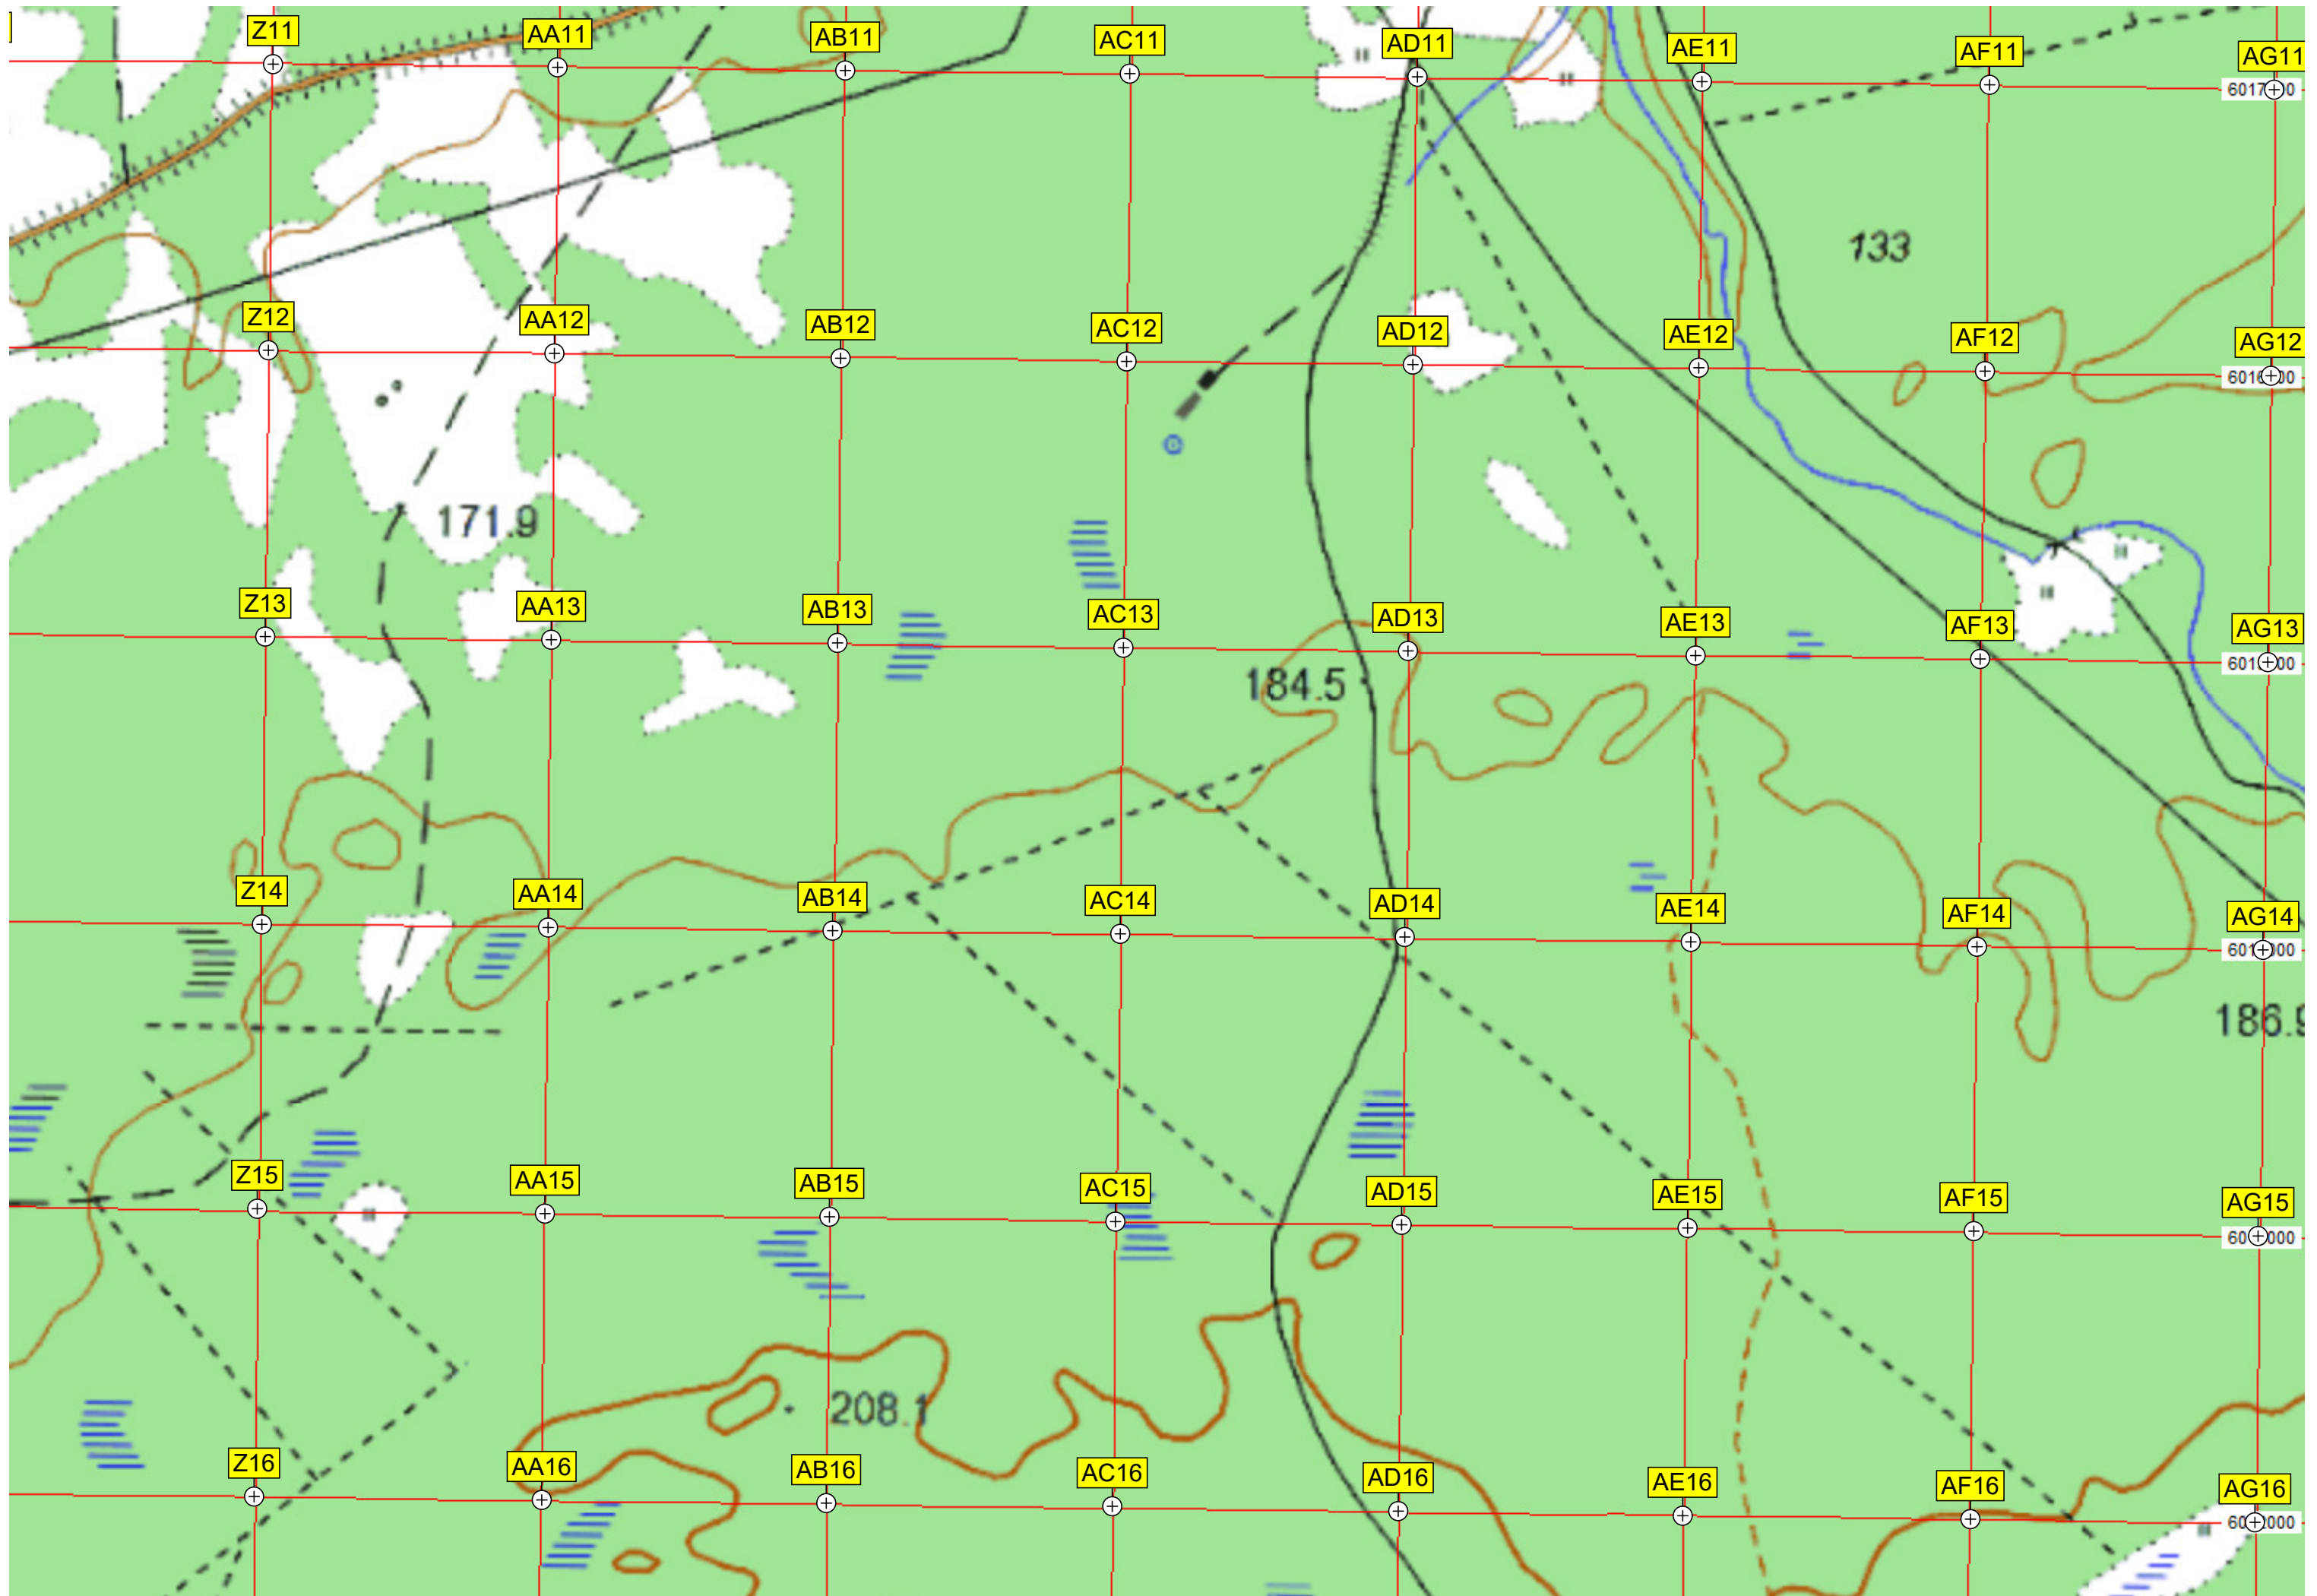 Z11 AA11 AB11 AC11 AD11 AE11 AF11 AG11
133
Z12 AA12 AB12 AC12 AD12 AE12 AF12 AG12
171.9
Z13 AA13 AB13 AC13 AD13 AE13 AF13 AG13
184.5
Z14 AA14 AB14 AC14 AD14 AE14 AF14 AG14
186.9
Z15 AA15 AB15 AC15 AD15 AE15 AF15 AG15
208.1
Z16 AA16 AB16 AC16 AD16 AE16 AF16 AG16